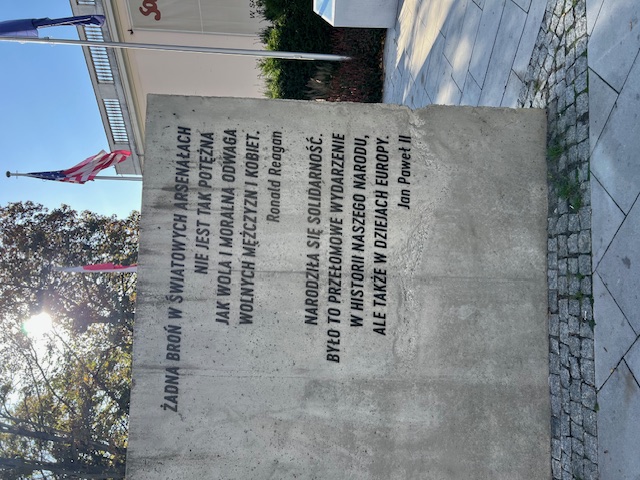 ŻADNA BROŃ W ŚWIATOWYCH ARSENAŁACH
NIE JEST TAK POTĘŻNA
JAK WOLA I MORALNA ODWAGA
WOLNYCH MĘŻCZYZN I KOBIET.
Ronald Reagan
NARODZIŁA SIĘ SOLIDARNOŚĆ.
BYŁO TO PRZEŁOMOWE WYDARZENIE
W HISTORII NASZEGO NARODU,
ALE TAKŻE W DZIEJACH EUROPY.
Jan Paweł II